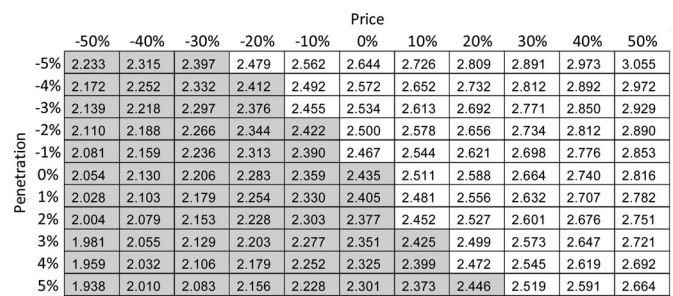 Price
-50% -40% -30% -20% -10% 0% 10% 20% 30% 40% 50%
-5% 2.233 2.315 2.397 2.479 2.562 2.644 2.726 2.809 2.891 2.973 3.055
-4% 2.172 2.252 2.332 2.412 2.492 2.572 2.652 2.732 2.812 2.892 2.972
-3% 2.139 2.218 2.297 2.376 2.455 2.534 2.613 2.692 2.771 2.850 2.929
-2% 2.110 2.188 2.266 2.344 2.422 2.500 2.578 2.656 2.734 2.812 2.890
-1% 2.081 2.159 2.236 2.313 2.390 2.467 2.544 2.621 2.698 2.776 2.853
Penetration
0% 2.054 2.130 2.206 2.283 2.359 2.435 2.511 2.588 2.664 2.740 2.816
1% 2.028 2.103 2.179 2.254 2.330 2.405 2.481 2.556 2.632 2.707 2.782
2% 2.004 2.079 2.153 2.228 2.303 2.377 2.452 2.527 2.601 2.676 2.751
3% 1.981 2.055 2.129 2.203 2.277 2.351 2.425 2.499 2.573 2.647 2.721
4% 1.959 2.032 2.106 2.179 2.252 2.325 2.399 2.472 2.545 2.619 2.692
5% 1.938 2.010 2.083 2.156 2.228 2.301 2.373 2.446 2.519 2.591 2.664